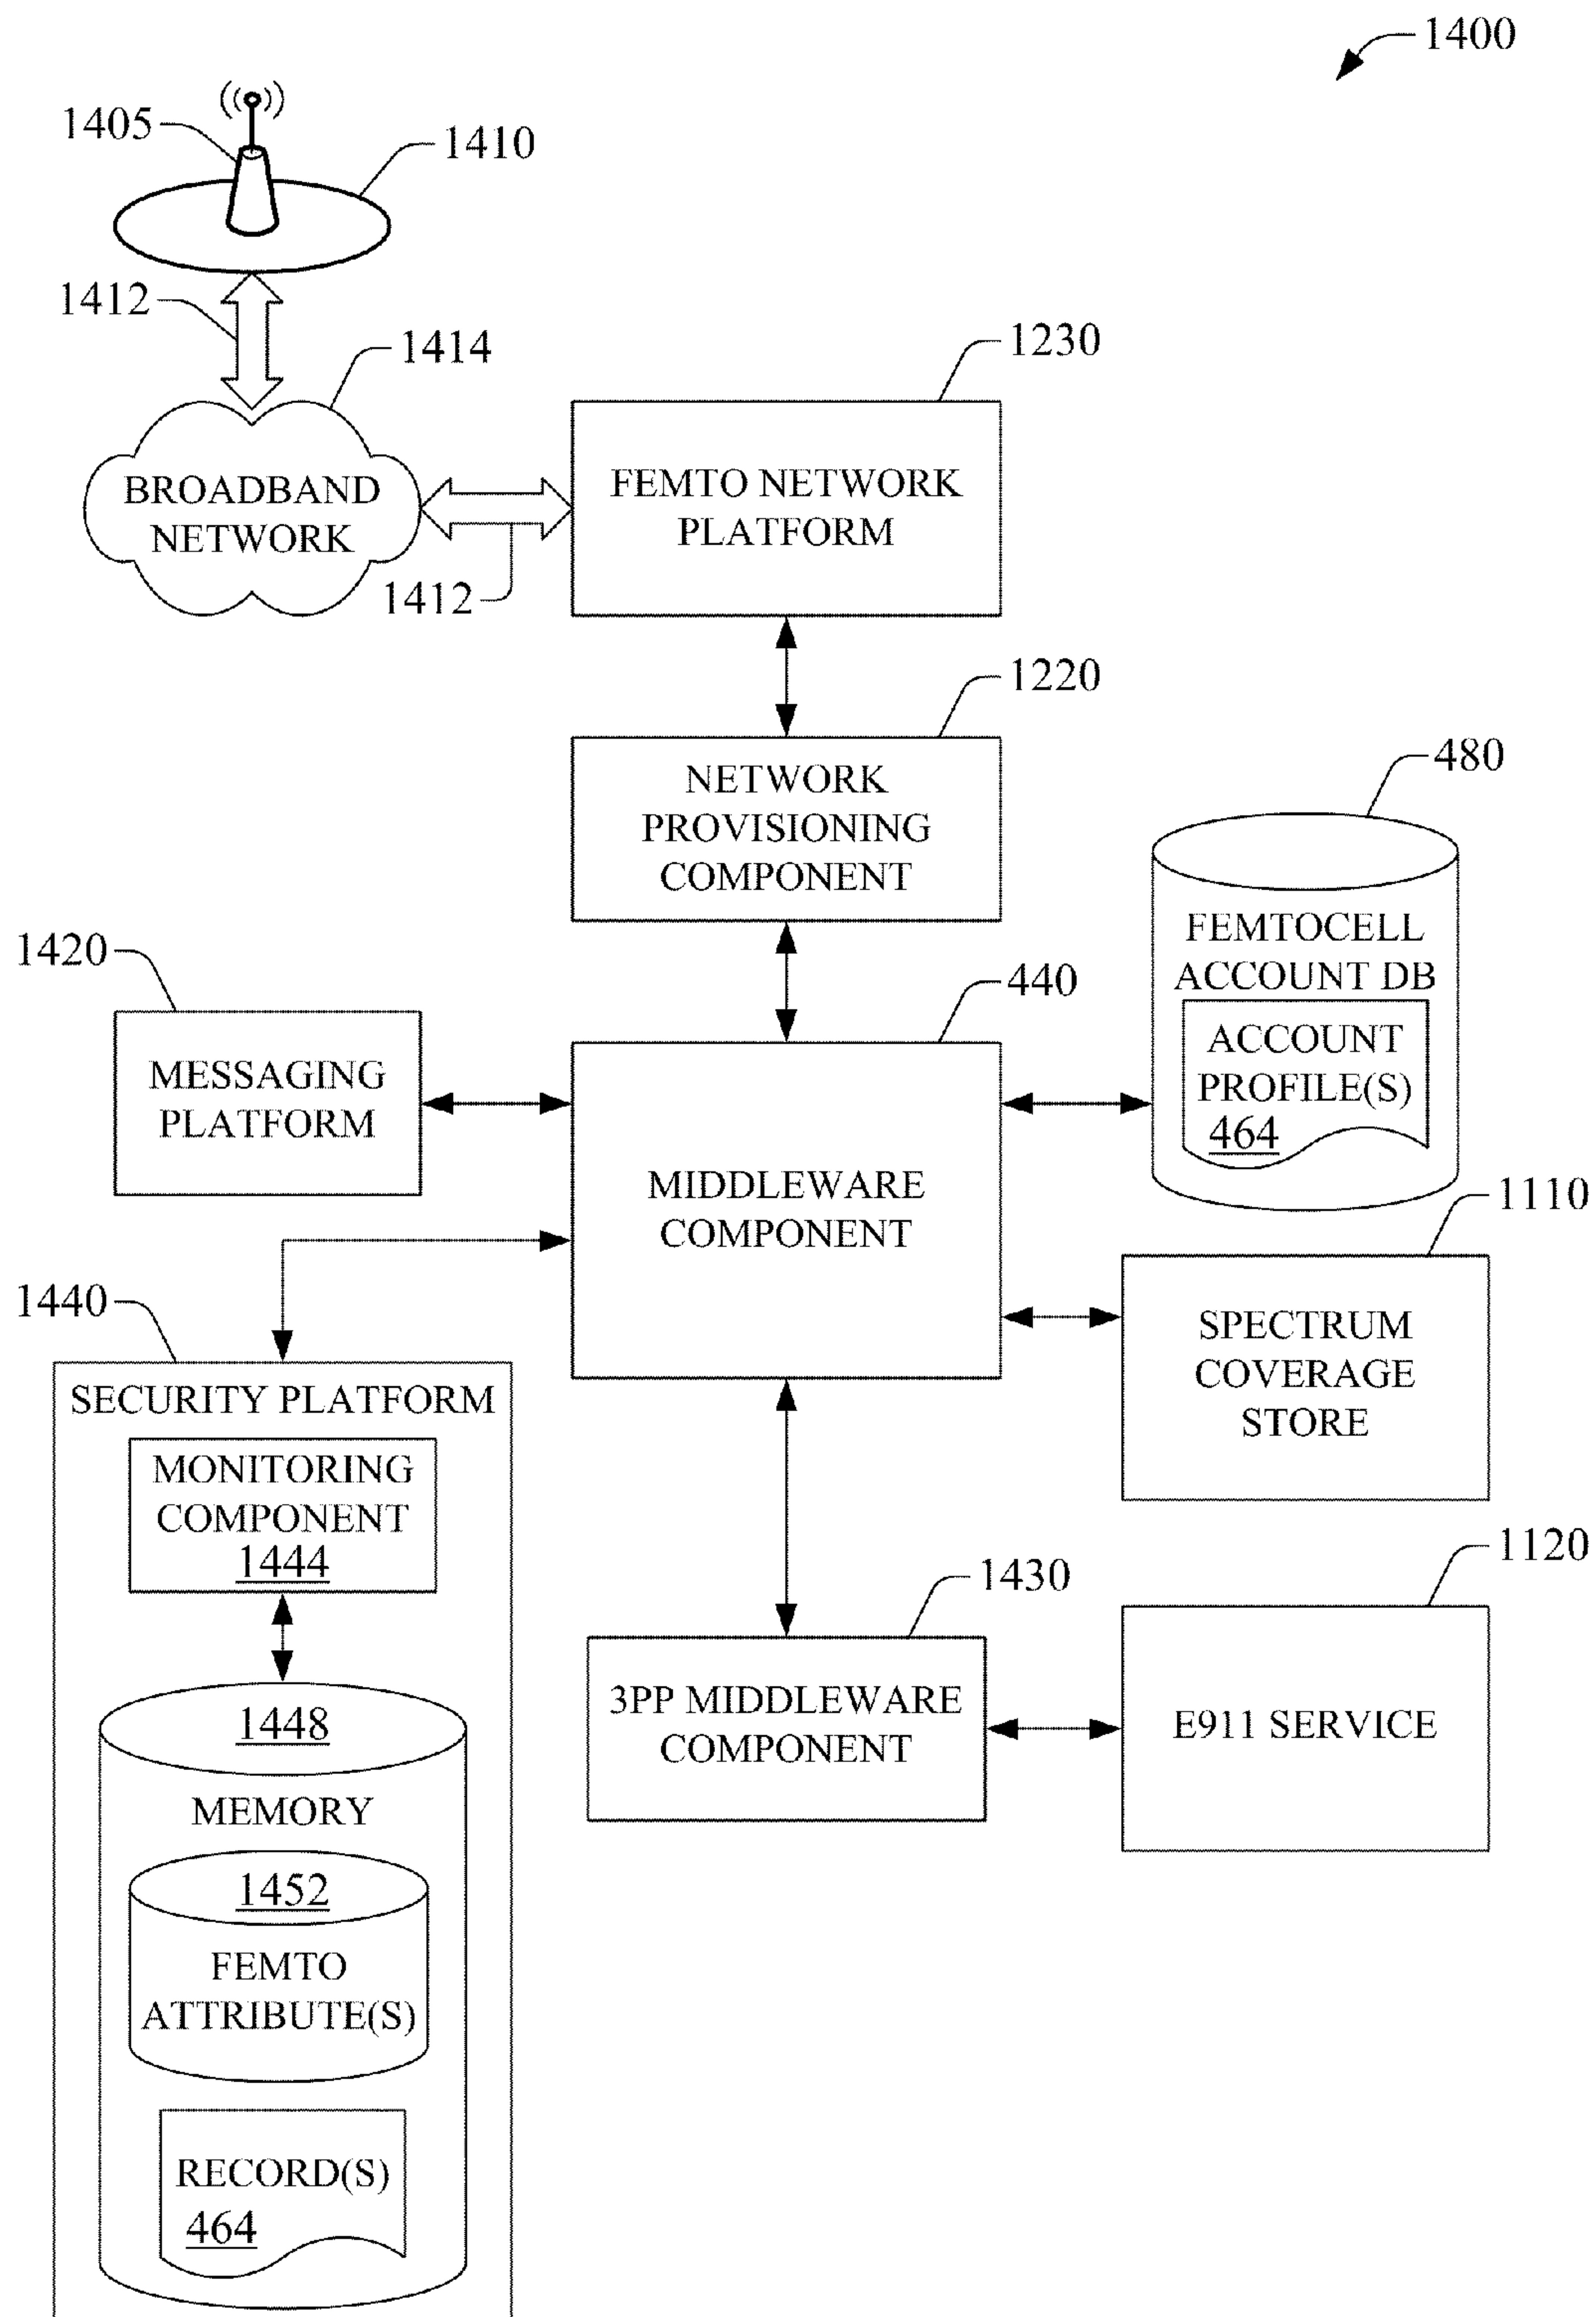 1400
1405
1410
1412
1414
1230
BROADBAND
NETWORK
FEMTO NETWORK
PLATFORM
1412
1220
NETWORK
PROVISIONING
COMPONENT
480
FEMTOCELL
ACCOUNT DB
ACCOUNT
PROFILE(S)
464
1420
440
MESSAGING
PLATFORM
MIDDLEWARE
COMPONENT
1110
SPECTRUM
COVERAGE
STORE
1440
SECURITY PLATFORM
MONITORING
COMPONENT
1444
1430
1120
3PP MIDDLEWARE
COMPONENT
E911 SERVICE
1448
MEMORY
1452
FEMTO
ATTRIBUTE(S)
RECORD(S)
464